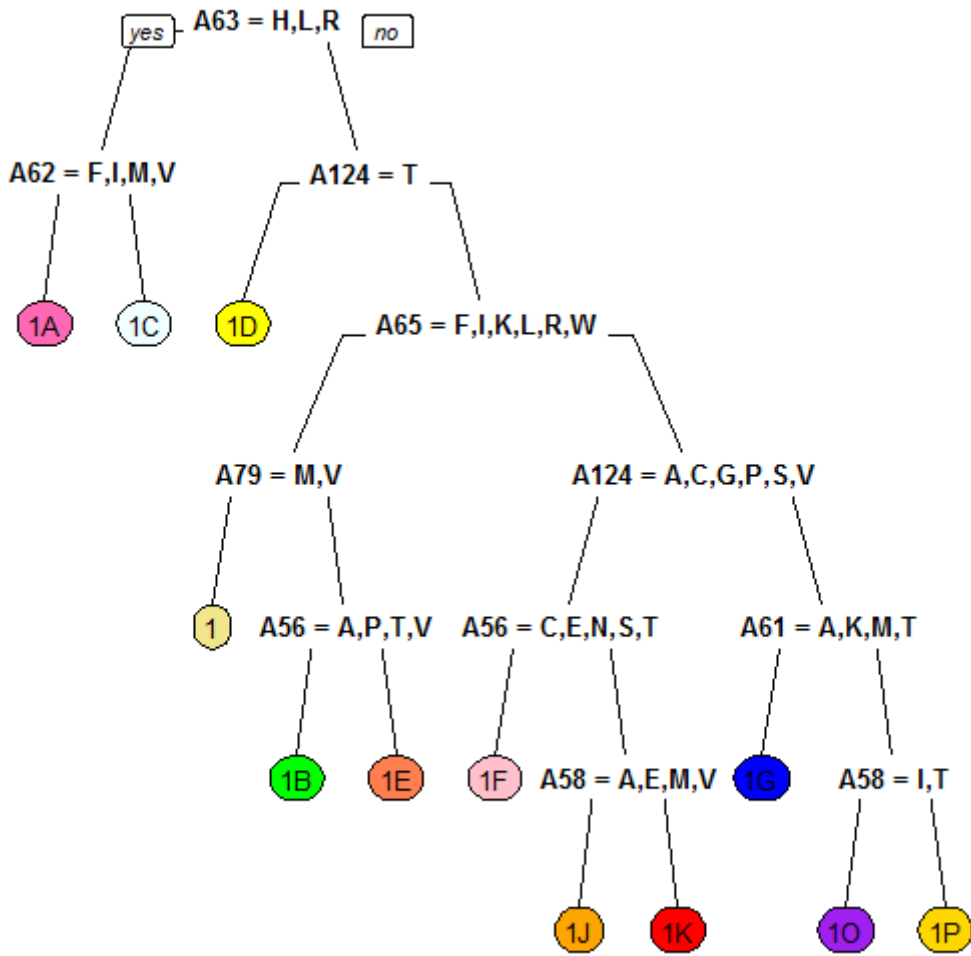 yes A63 = H,L,R no
A62 = F,I,M,V A124 = T
1A 1C 1D A65 = F,I,K,L,R,W
A79 = M,V A124 = A,C,G,P,S,V
1 A56 = A,P,T,V A56 = C,E,N,S,T A61 = A,K,M,T
1B 1E 1F A58 = A,E,M,V 1G A58 = I,T
1J 1K 1O 1P